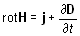 rot𝐇 = 𝐣 + ∂𝐃/∂t